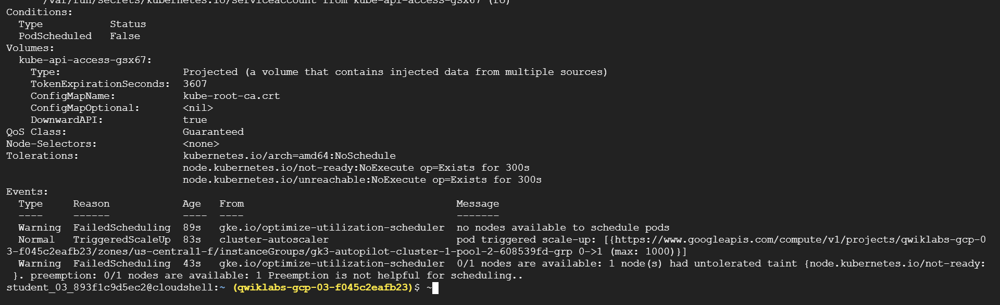 /var/run/secrets/kubernetes.io/serviceaccount from kube-api-access-gsx67 (ro)
Conditions:
  Type           Status
  PodScheduled   False
Volumes:
  kube-api-access-gsx67:
    Type:                    Projected (a volume that contains injected data from multiple sources)
    TokenExpirationSeconds:  3607
    ConfigMapName:           kube-root-ca.crt
    ConfigMapOptional:       <nil>
    DownwardAPI:             true
QoS Class:                   Guaranteed
Node-Selectors:              <none>
Tolerations:                 kubernetes.io/arch=amd64:NoSchedule
                             node.kubernetes.io/not-ready:NoExecute op=Exists for 300s
                             node.kubernetes.io/unreachable:NoExecute op=Exists for 300s
Events:
  Type     Reason            Age   From                                   Message
  ----     ------            ----  ----                                   -------
  Warning  FailedScheduling  89s   gke.io/optimize-utilization-scheduler  no nodes available to schedule pods
  Normal   TriggeredScaleUp  83s   cluster-autoscaler                     pod triggered scale-up: [{https://www.googleapis.com/compute/v1/projects/qwiklabs-gcp-0
3-f045c2eafb23/zones/us-central1-f/instanceGroups/gk3-autopilot-cluster-1-pool-2-608539fd-grp 0->1 (max: 1000)}]
  Warning  FailedScheduling  43s   gke.io/optimize-utilization-scheduler  0/1 nodes are available: 1 node(s) had untolerated taint {node.kubernetes.io/not-ready:
 }. preemption: 0/1 nodes are available: 1 Preemption is not helpful for scheduling..
student_03_893f1c9d5ec2@cloudshell:~ (qwiklabs-gcp-03-f045c2eafb23)$ ~